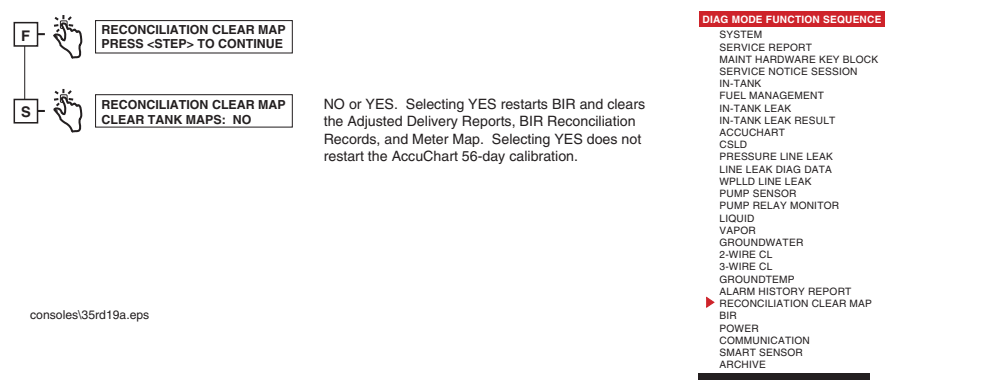 F
RECONCILIATION CLEAR MAP
PRESS <STEP> TO CONTINUE
S
RECONCILIATION CLEAR MAP
CLEAR TANK MAPS: NO
NO or YES. Selecting YES restarts BIR and clears
the Adjusted Delivery Reports, BIR Reconciliation
Records, and Meter Map. Selecting YES does not
restart the AccuChart 56-day calibration.
consoles\35rd19a.eps
DIAG MODE FUNCTION SEQUENCE
SYSTEM
SERVICE REPORT
MAINT HARDWARE KEY BLOCK
SERVICE NOTICE SESSION
IN-TANK
FUEL MANAGEMENT
IN-TANK LEAK
IN-TANK LEAK RESULT
ACCUCHART
CSLD
PRESSURE LINE LEAK
LINE LEAK DIAG DATA
WPLLD LINE LEAK
PUMP SENSOR
PUMP RELAY MONITOR
LIQUID
VAPOR
GROUNDWATER
2-WIRE CL
3-WIRE CL
GROUNDTEMP
ALARM HISTORY REPORT
RECONCILIATION CLEAR MAP
BIR
POWER
COMMUNICATION
SMART SENSOR
ARCHIVE